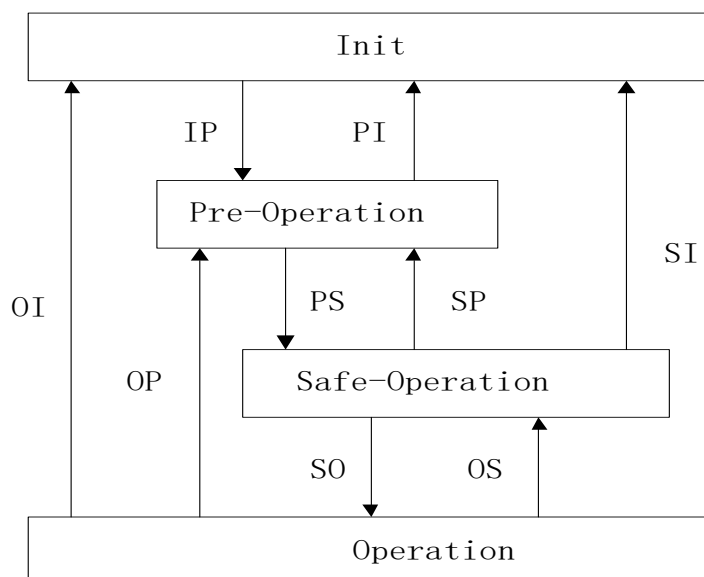 Init
IP
PI
Pre-Operation
SI
OI
PS
SP
OP
Safe-Operation
SO
OS
Operation